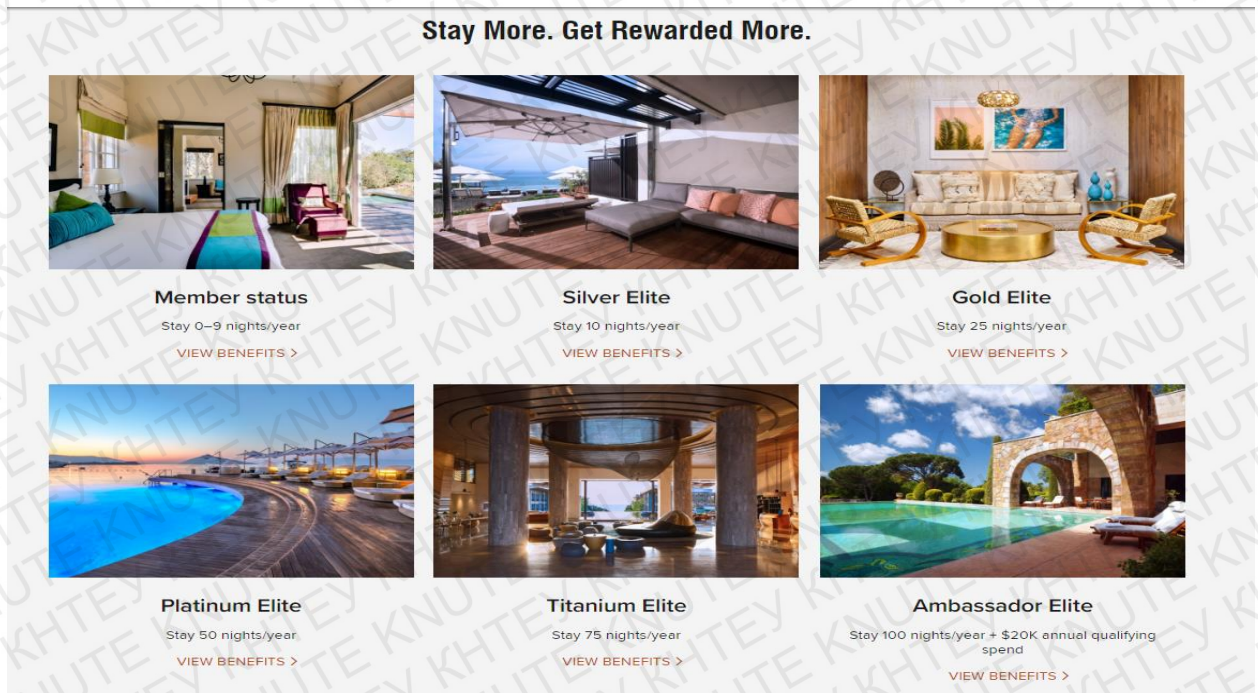 Stay More. Get Rewarded More.
Member status
Stay 0–9 nights/year
VIEW BENEFITS >
Silver Elite
Stay 10 nights/year
VIEW BENEFITS >
Gold Elite
Stay 25 nights/year
VIEW BENEFITS >
Platinum Elite
Stay 50 nights/year
VIEW BENEFITS >
Titanium Elite
Stay 75 nights/year
VIEW BENEFITS >
Ambassador Elite
Stay 100 nights/year + $20K annual qualifying
spend
VIEW BENEFITS >